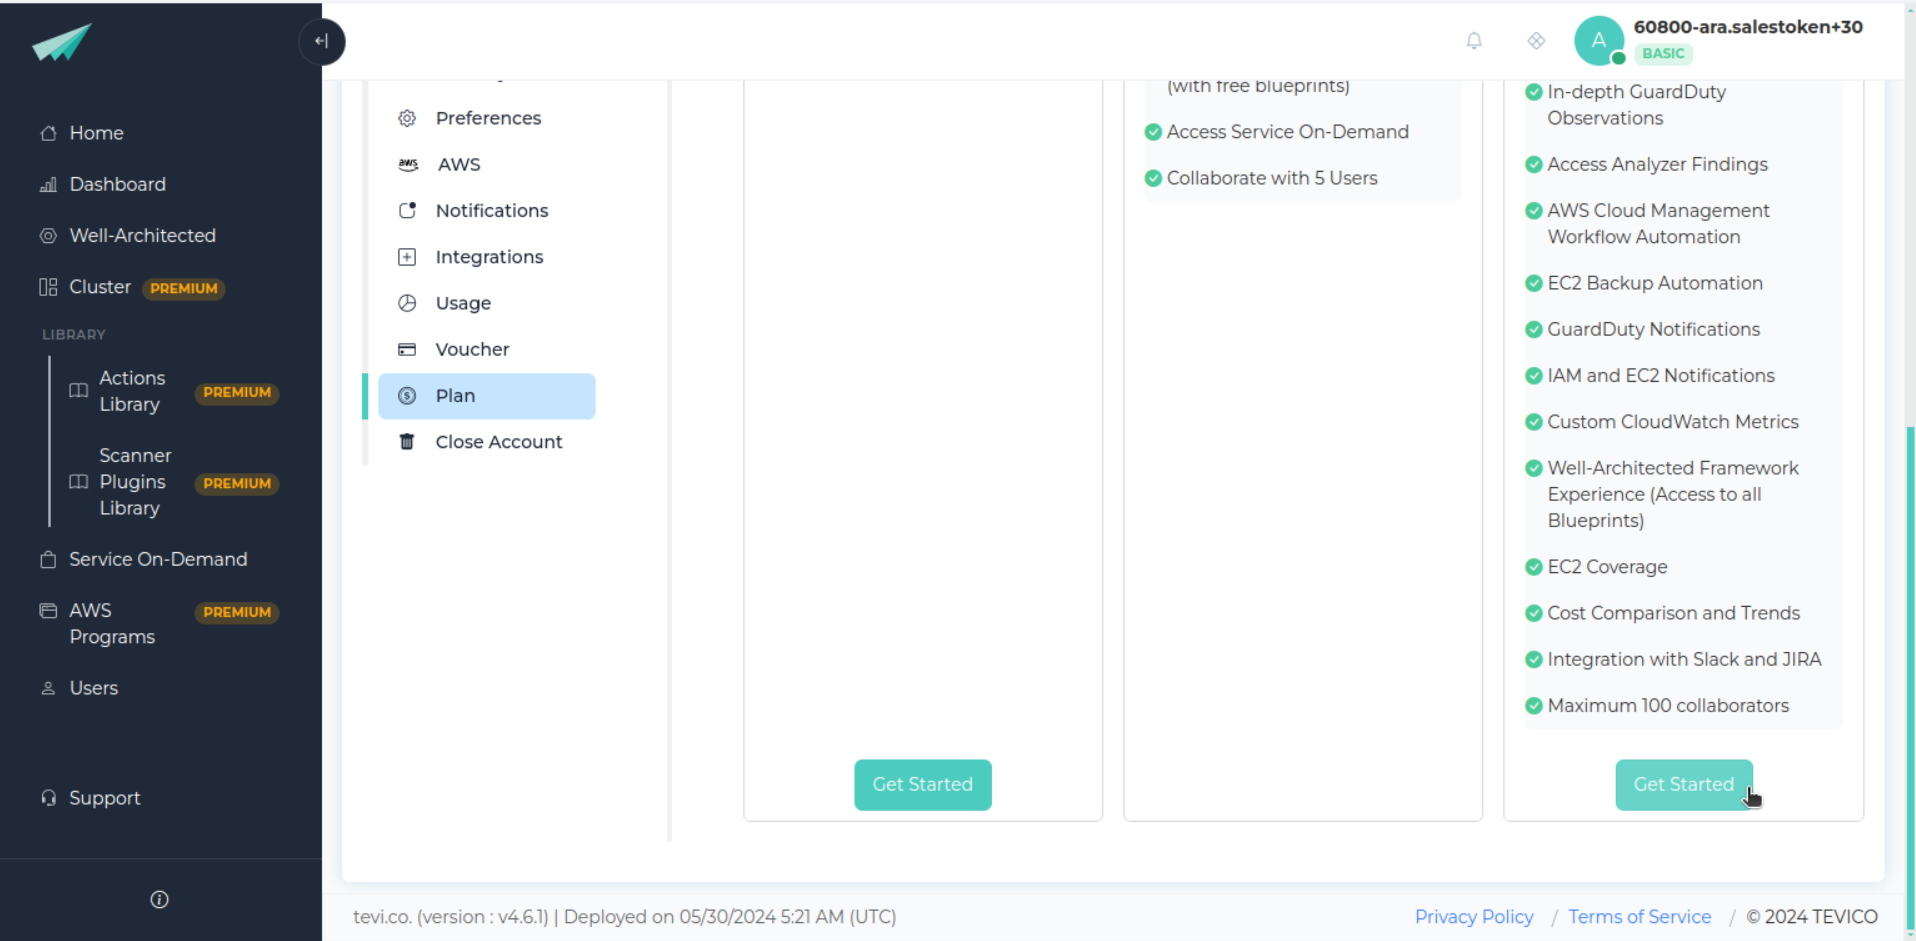 60800-ara.salestoken+30
A
BASIC
Home
Dashboard
Well-Architected
Cluster PREMIUM
LIBRARY
Actions
Library PREMIUM
Scanner
Plugins PREMIUM
Library
Service On-Demand
AWS PREMIUM
Programs
Users
Support
Preferences
aws AWS
Notifications
Integrations
Usage
Voucher
Plan
Close Account
Get Started
(with free blueprints)
Access Service On-Demand
Collaborate with 5 Users
In-depth GuardDuty
Observations
Access Analyzer Findings
AWS Cloud Management
Workflow Automation
EC2 Backup Automation
GuardDuty Notifications
IAM and EC2 Notifications
Custom CloudWatch Metrics
Well-Architected Framework
Experience (Access to all
Blueprints)
EC2 Coverage
Cost Comparison and Trends
Integration with Slack and JIRA
Maximum 100 collaborators
Get Started
tevi.co. (version : v4.6.1) | Deployed on 05/30/2024 5:21 AM (UTC)
Privacy Policy / Terms of Service / © 2024 TEVICO